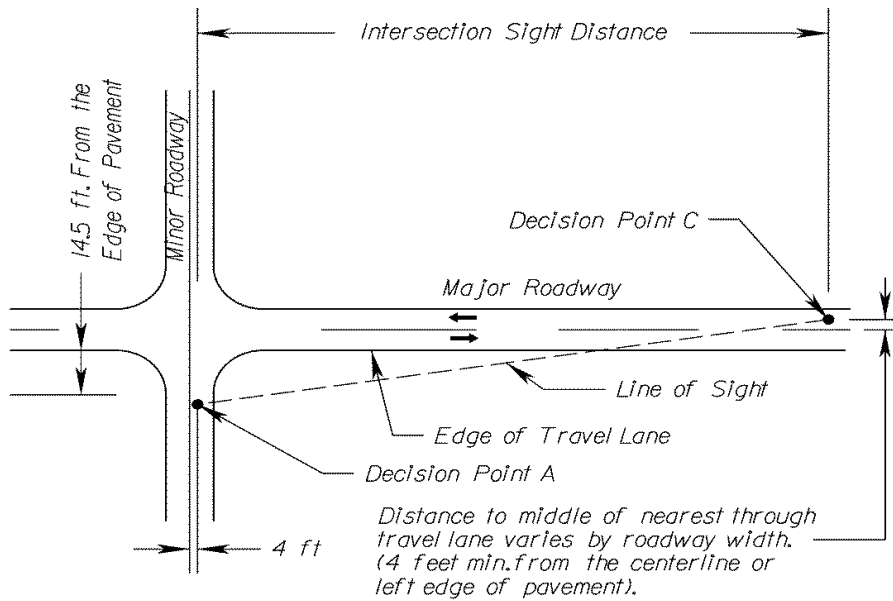 Intersection Sight Distance
14.5 ft. From the
Edge of Pavement
Minor Roadway
Decision Point C
Major Roadway
Line of Sight
Edge of Travel Lane
Decision Point A
4 ft
Distance to middle of nearest through
travel lane varies by roadway width.
(4 feet min. from the centerline or
left edge of pavement).